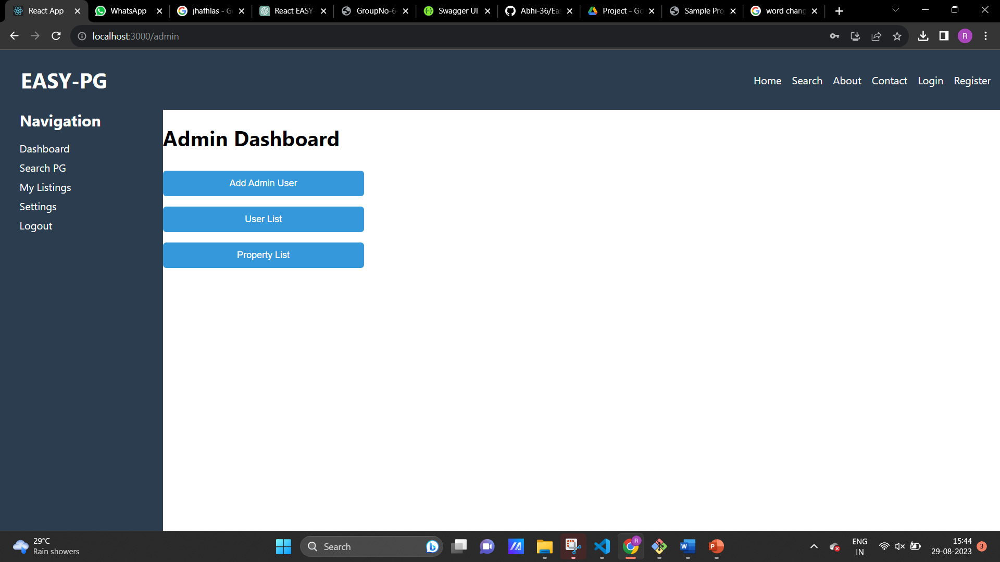 React App
WhatsApp
jhafhlas - Go
React EASY-
GroupNo-6-
Swagger UI
Abhi-36/Eas
Project - Go
Sample Pro
word chang
localhost:3000/admin
R
EASY-PG
Home
Search
About
Contact
Login
Register
Navigation
Dashboard
Search PG
My Listings
Settings
Logout
Admin Dashboard
Add Admin User
User List
Property List
29°C
Rain showers
Search
R
ENG
IN
15:44
29-08-2023
3